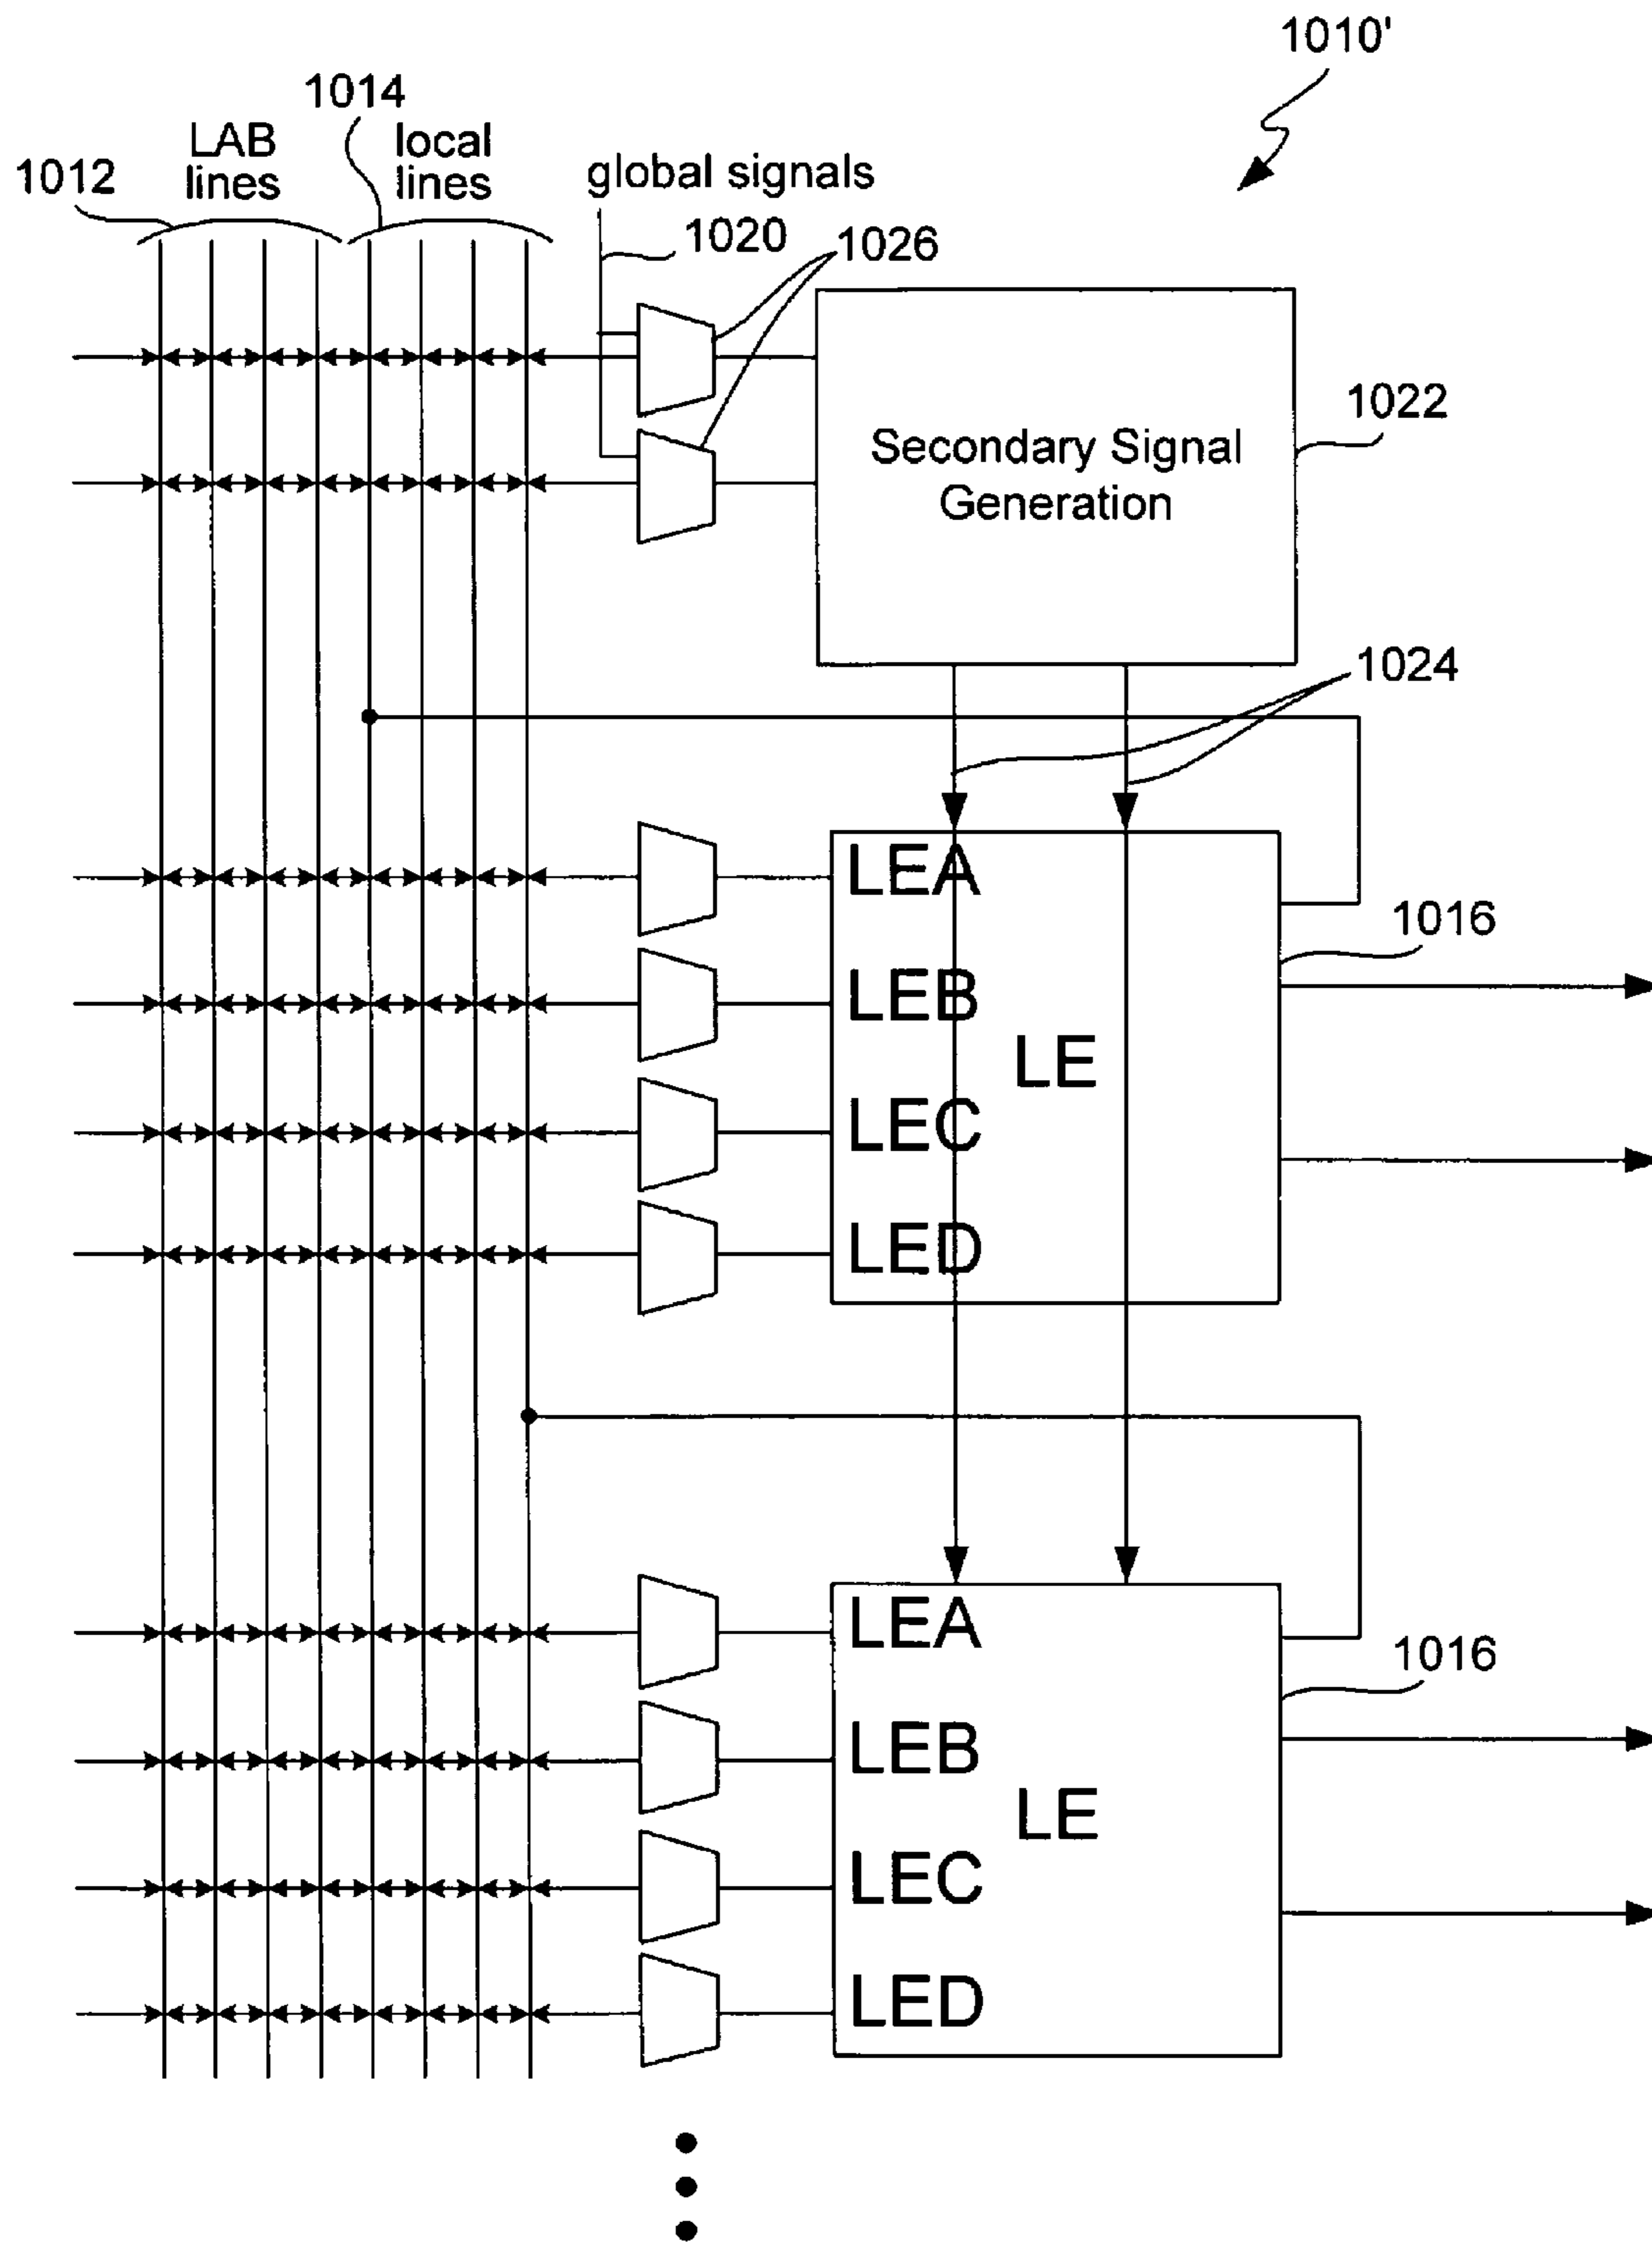 1010'
1014
LAB
lines
local
lines
1012
global signals
1020
1026
Secondary Signal
Generation
1022
1024
LEA
LEB
LE
LEC
LED
1016
LEA
LEB
LE
LEC
LED
1016